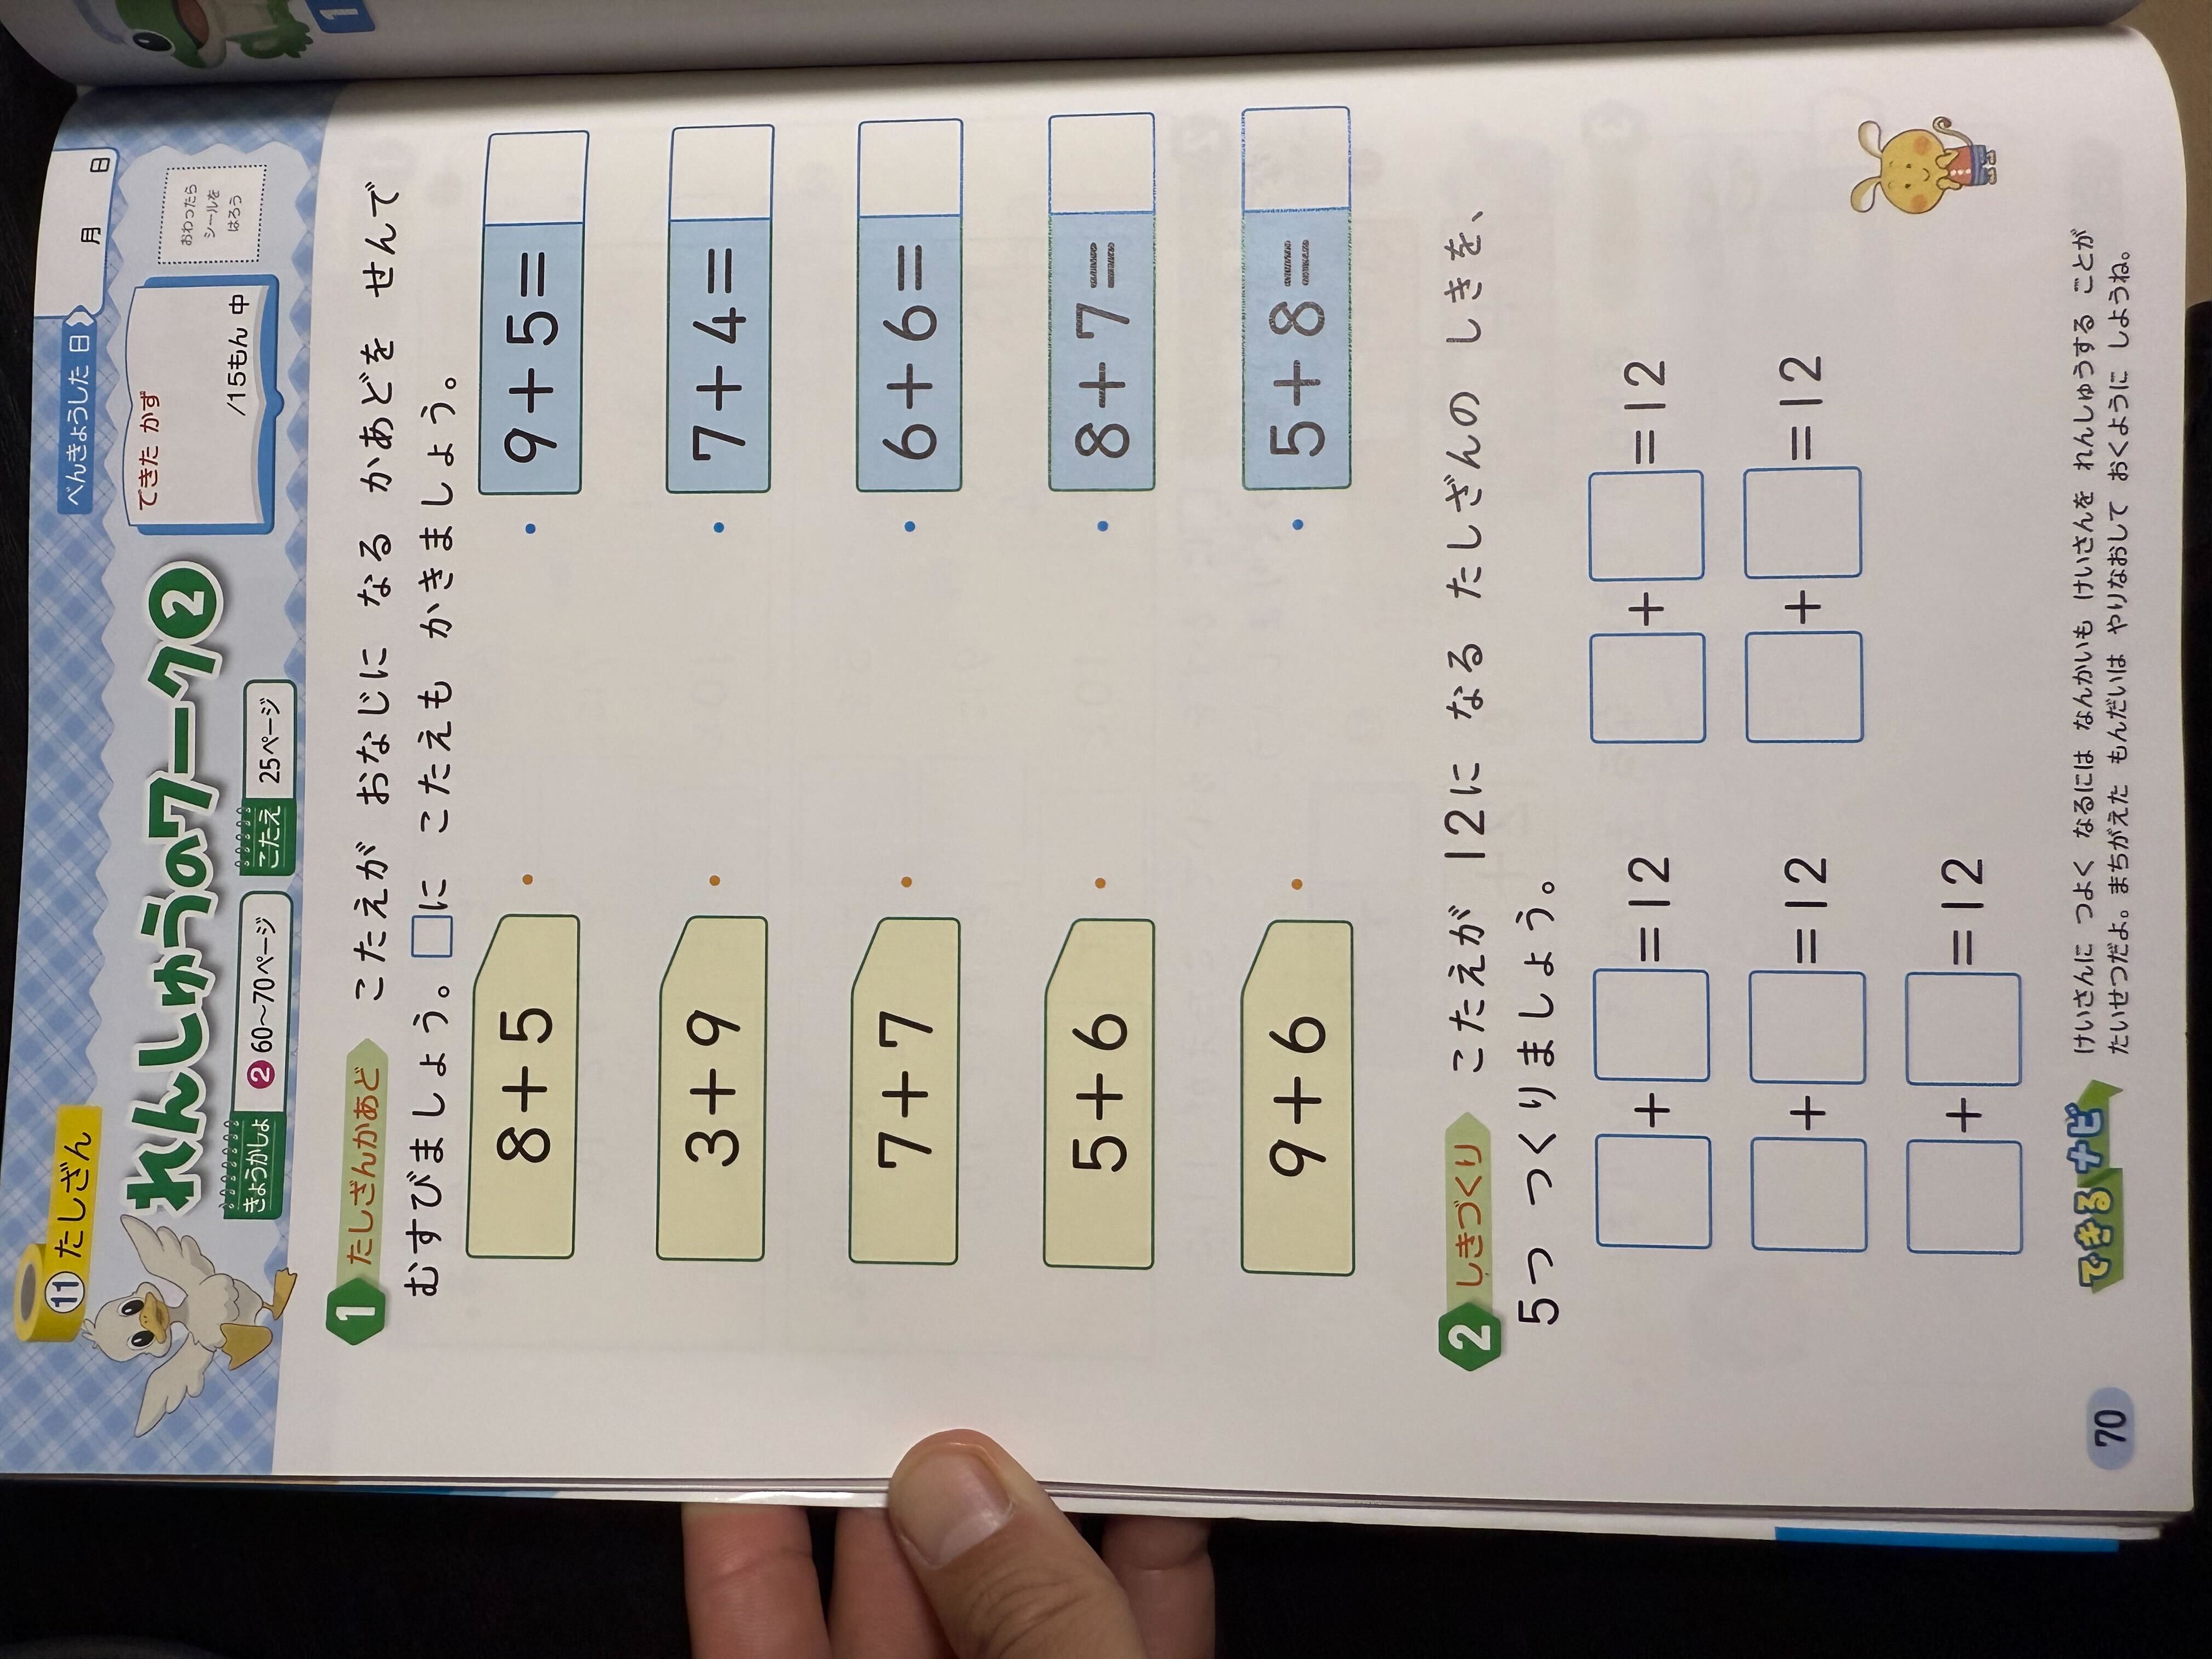 11 たしざん
べんきょうした 日 月 日
れんしゅうのワーク2
できた かず
/15もん 中
おわったら
シールを
はろう
きょうかしょ 2 60〜70ページ こたえ 25ページ
1 たしざんかあど こたえが おなじに なる かあどを せんで
むすびましょう。□に こたえも かきましょう。
8+5 9+5=
3+9 7+4=
7+7 6+6=
5+6 8+7=
9+6 5+8=
2 しきづくり こたえが 12に なる たしざんの しきを、
5つ つくりましょう。
□+□=12 □+□=12
□+□=12 □+□=12
□+□=12
できるナビ けいさんに つよく なるには なんかいも けいさんを れんしゅうする ことが
たいせつだよ。まちがえた もんだいは やりなおして おくように しようね。
70
1